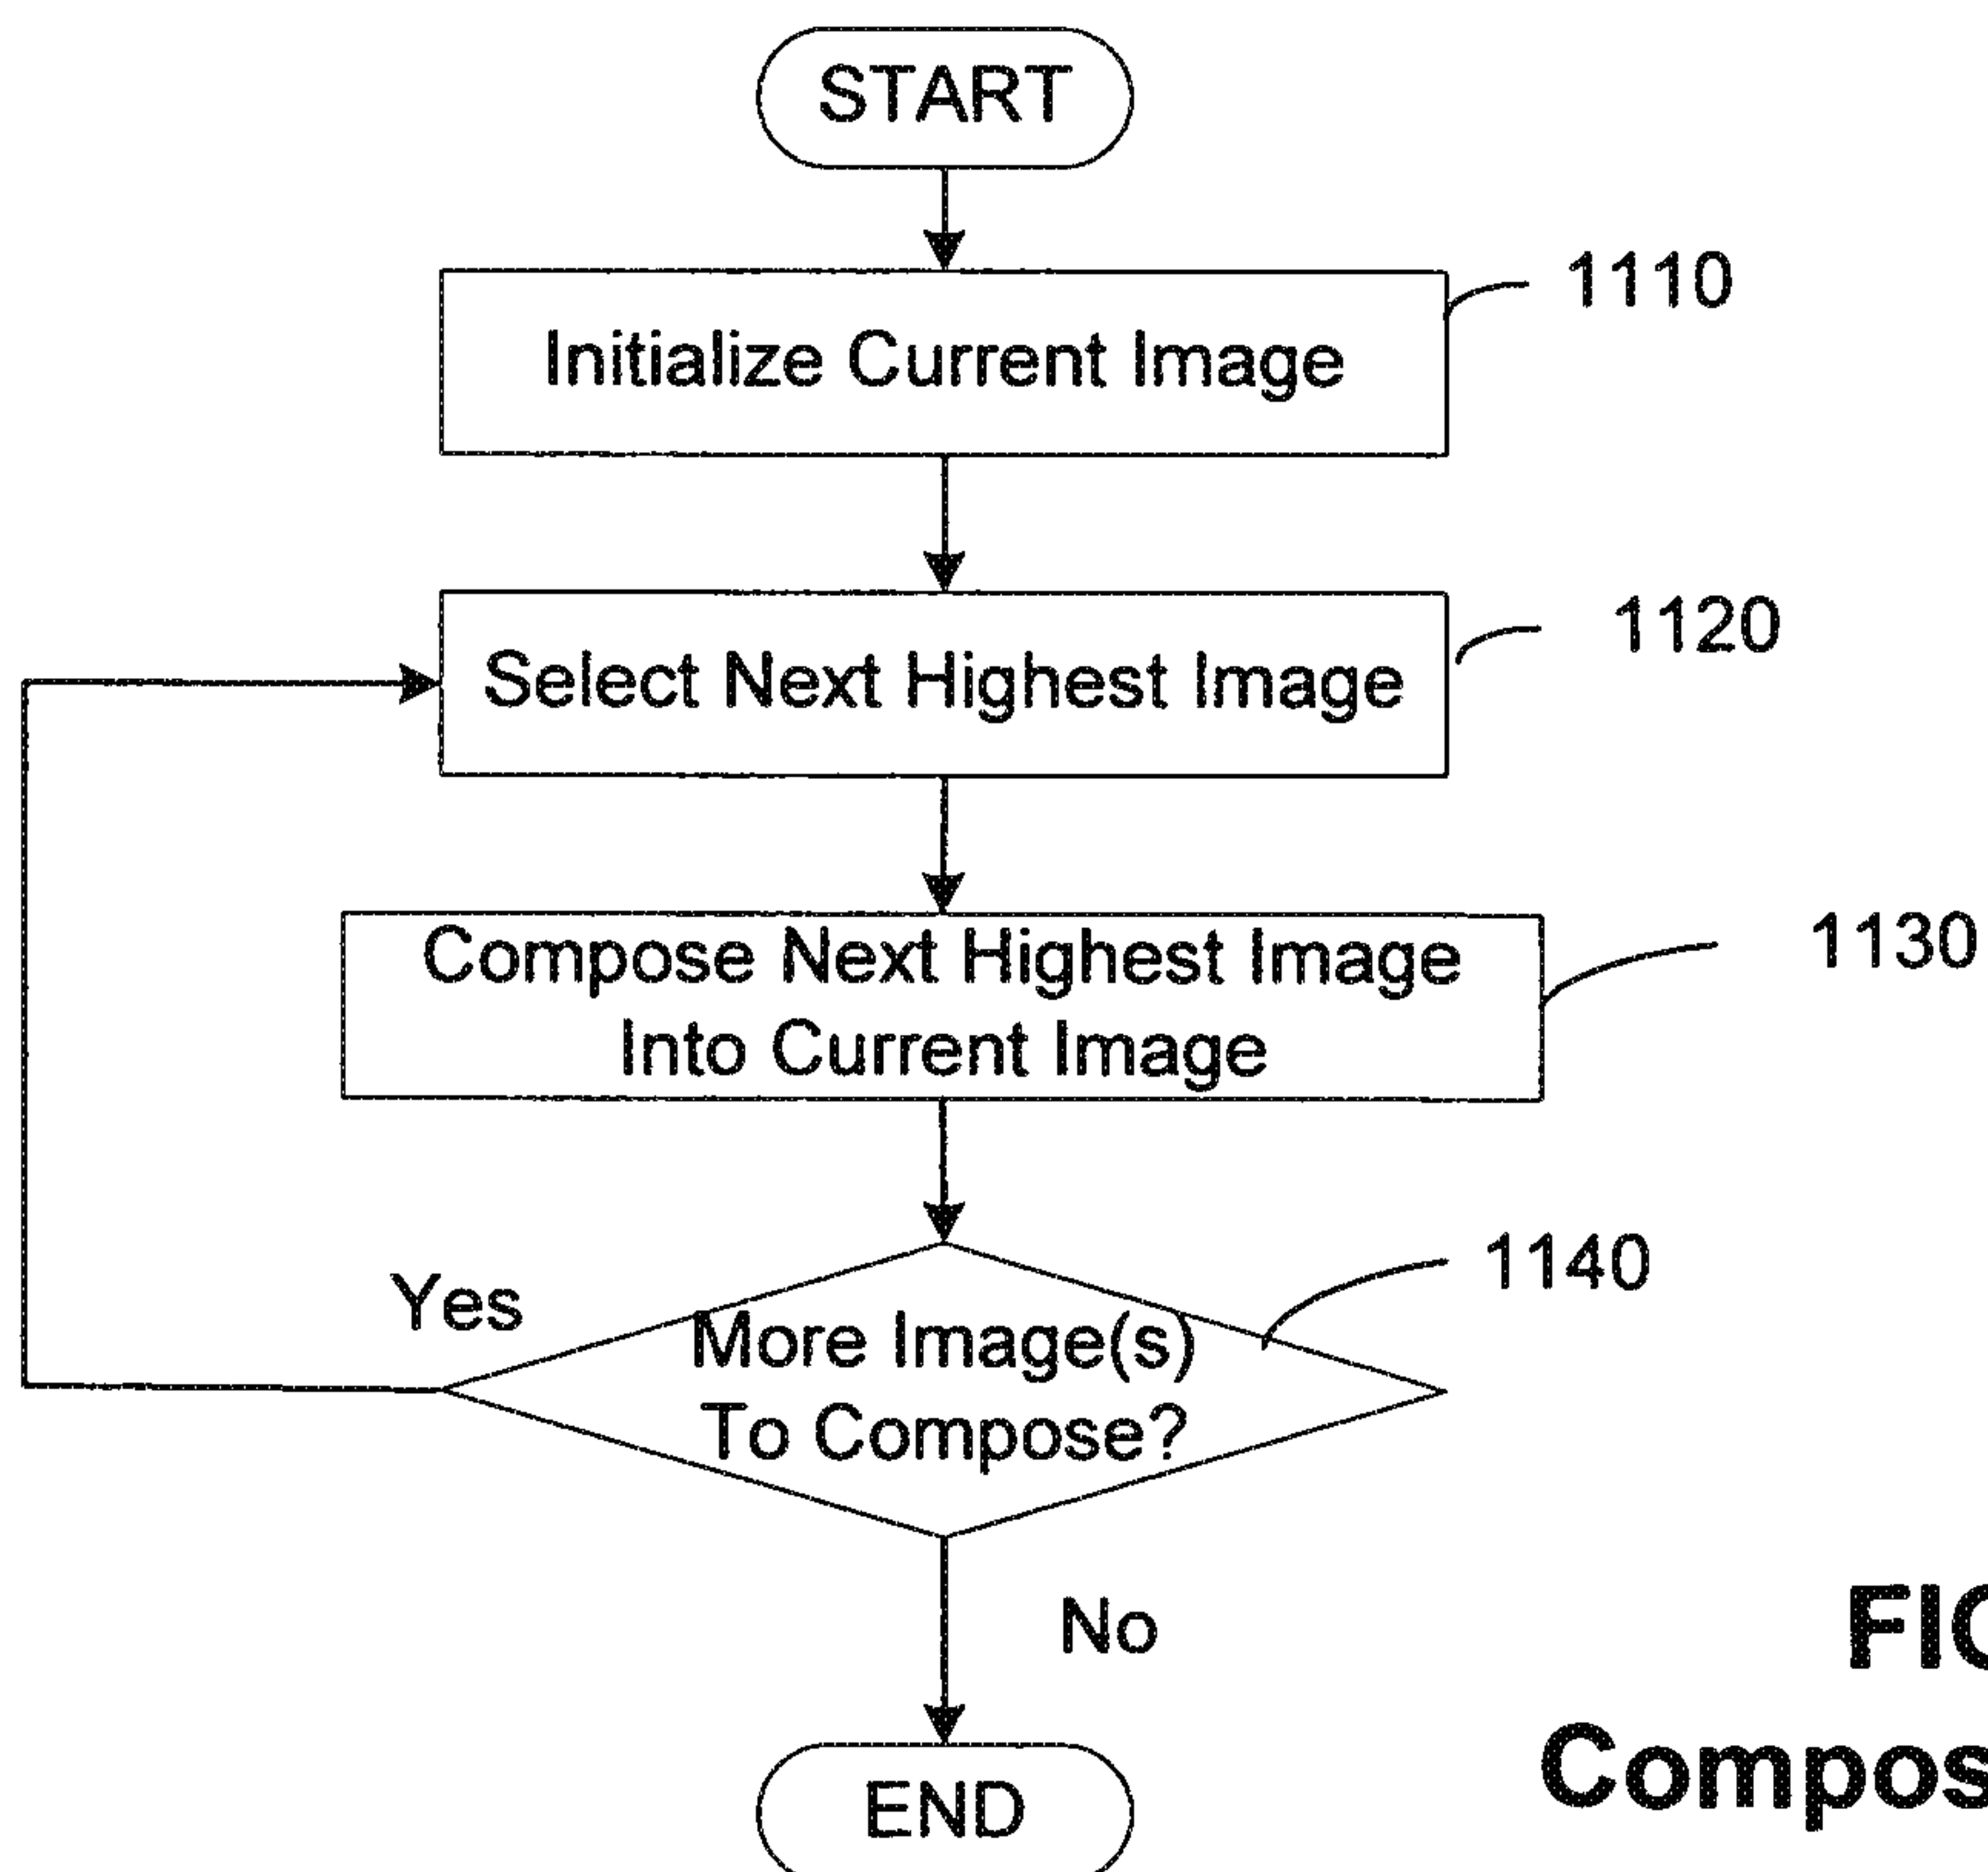 START
Initialize Current Image
1110
Select Next Highest Image
1120
Compose Next Highest Image
Into Current Image
1130
More Image(s)
To Compose?
1140
Yes
No
END